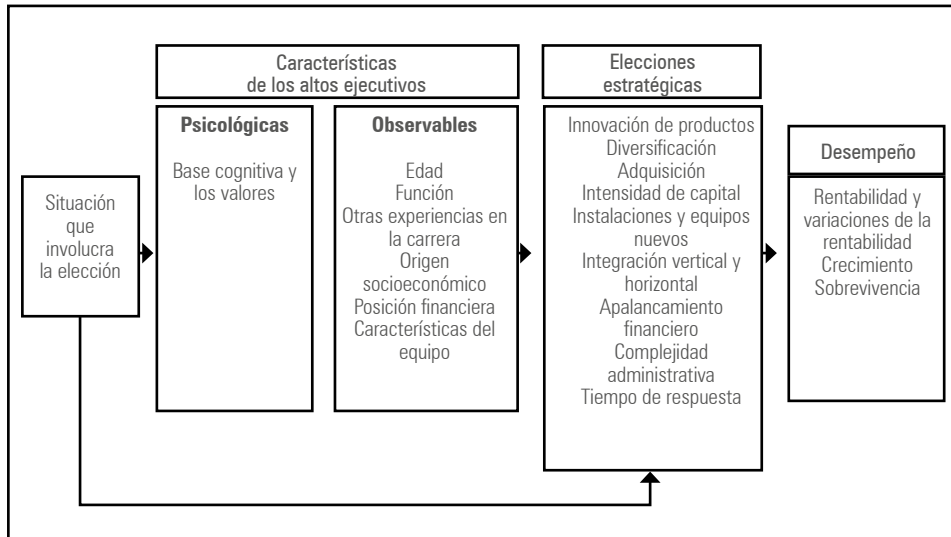 Características
de los altos ejecutivos
Elecciones
estratégicas
Situación
que
involucra
la elección
Psicológicas
Base cognitiva y
los valores
Observables
Edad
Función
Otras experiencias en
la carrera
Origen
socioeconómico
Posición financiera
Características del
equipo
Innovación de productos
Diversificación
Adquisición
Intensidad de capital
Instalaciones y equipos
nuevos
Integración vertical y
horizontal
Apalancamiento
financiero
Complejidad
administrativa
Tiempo de respuesta
Desempeño
Rentabilidad y
variaciones de la
rentabilidad
Crecimiento
Sobrevivencia